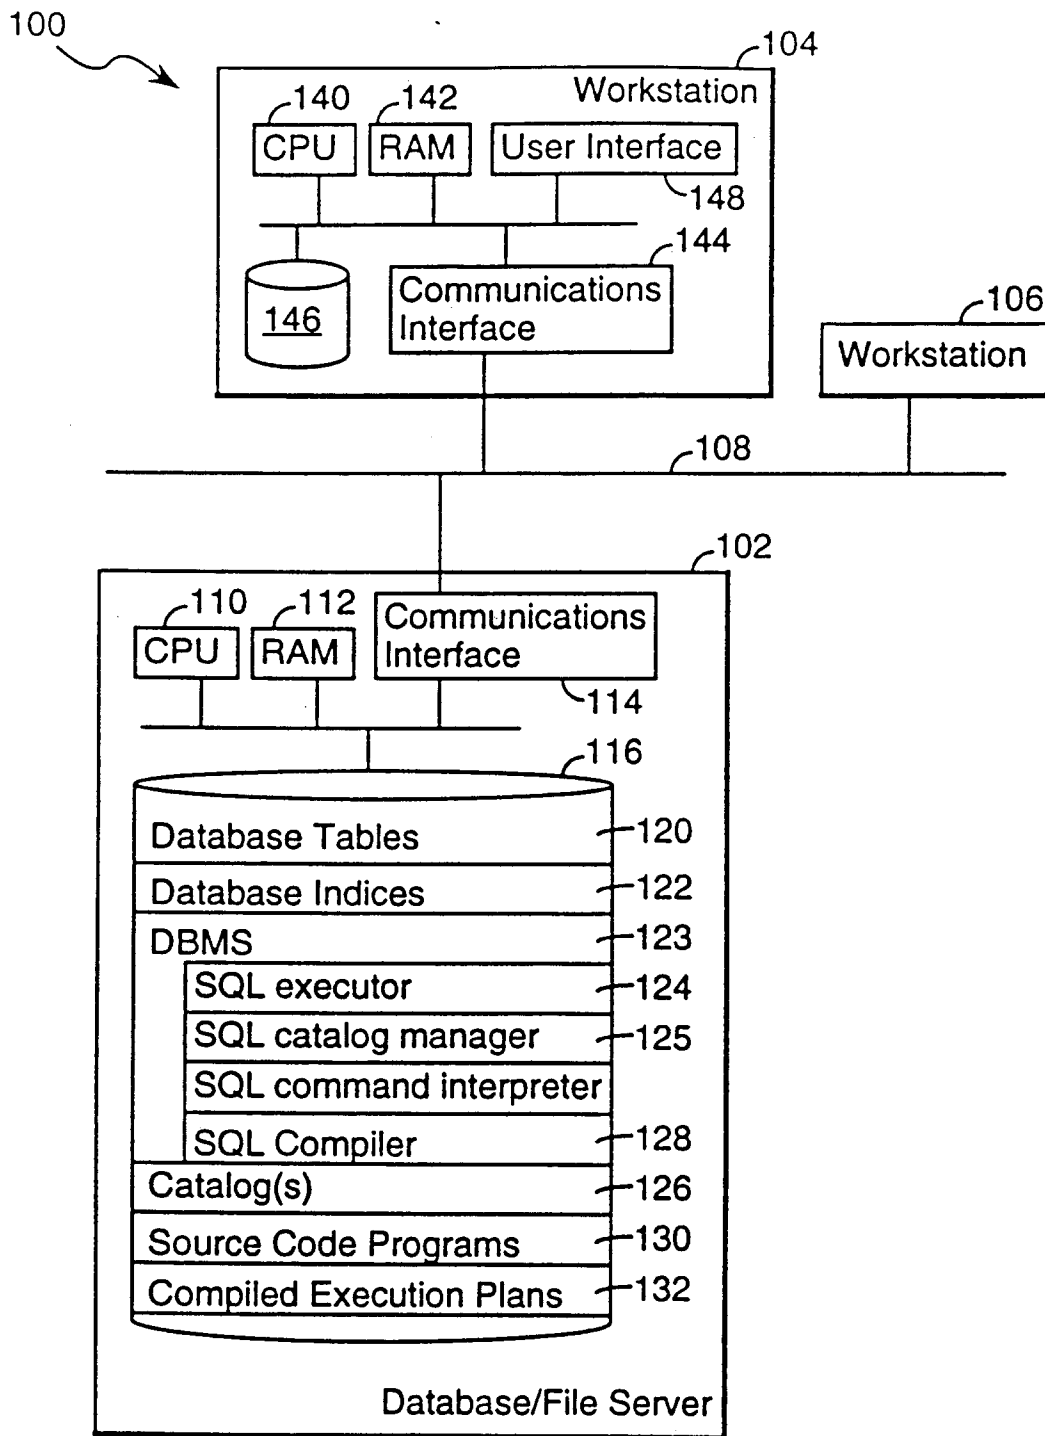 100
104
Workstation
140
142
CPU
RAM
User Interface
148
144
146
Communications
Interface
106
Workstation
108
102
110
112
CPU
RAM
Communications
Interface
114
116
Database Tables 120
Database Indices 122
DBMS 123
SQL executor 124
SQL catalog manager 125
SQL command interpreter
SQL Compiler 128
Catalog(s) 126
Source Code Programs 130
Compiled Execution Plans 132
Database/File Server